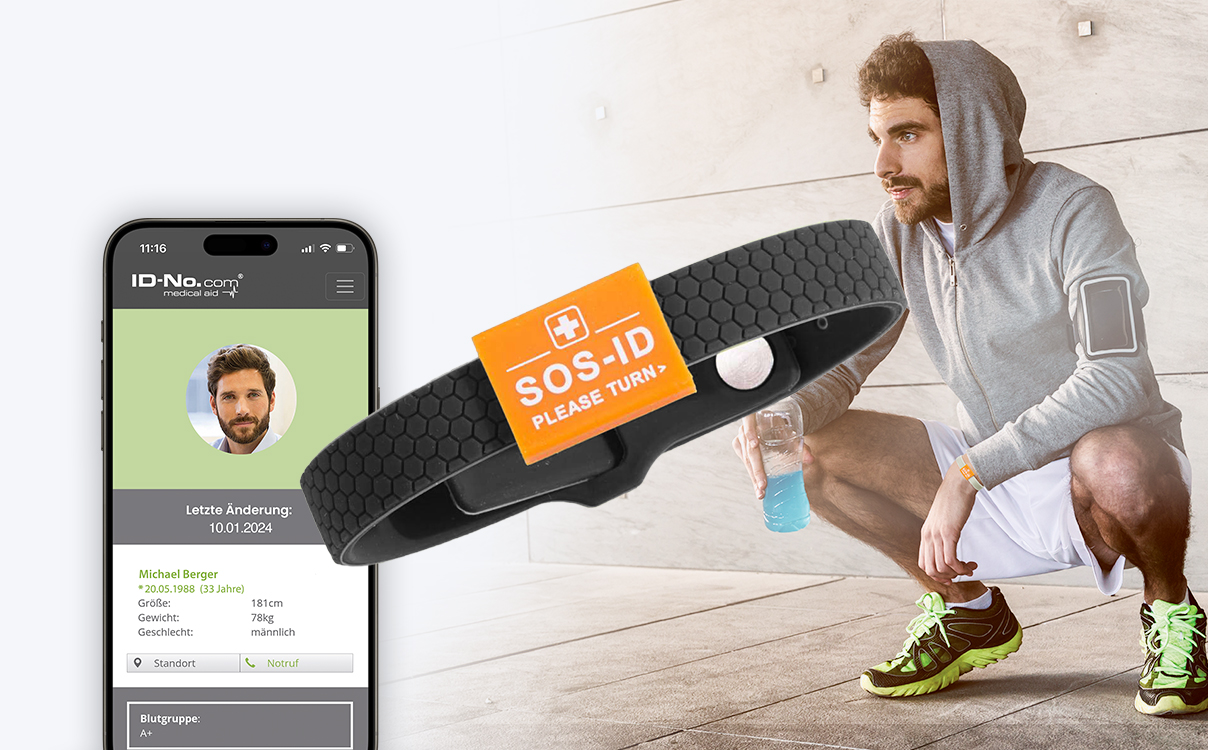 11:16
ID-No.com®
medical aid
Letzte Änderung:
10.01.2024
Michael Berger
* 20.05.1988 (33 Jahre)
Größe: 181cm
Gewicht: 78kg
Geschlecht: männlich
Standort Notruf
Blutgruppe:
A+
SOS-ID
PLEASE TURN>